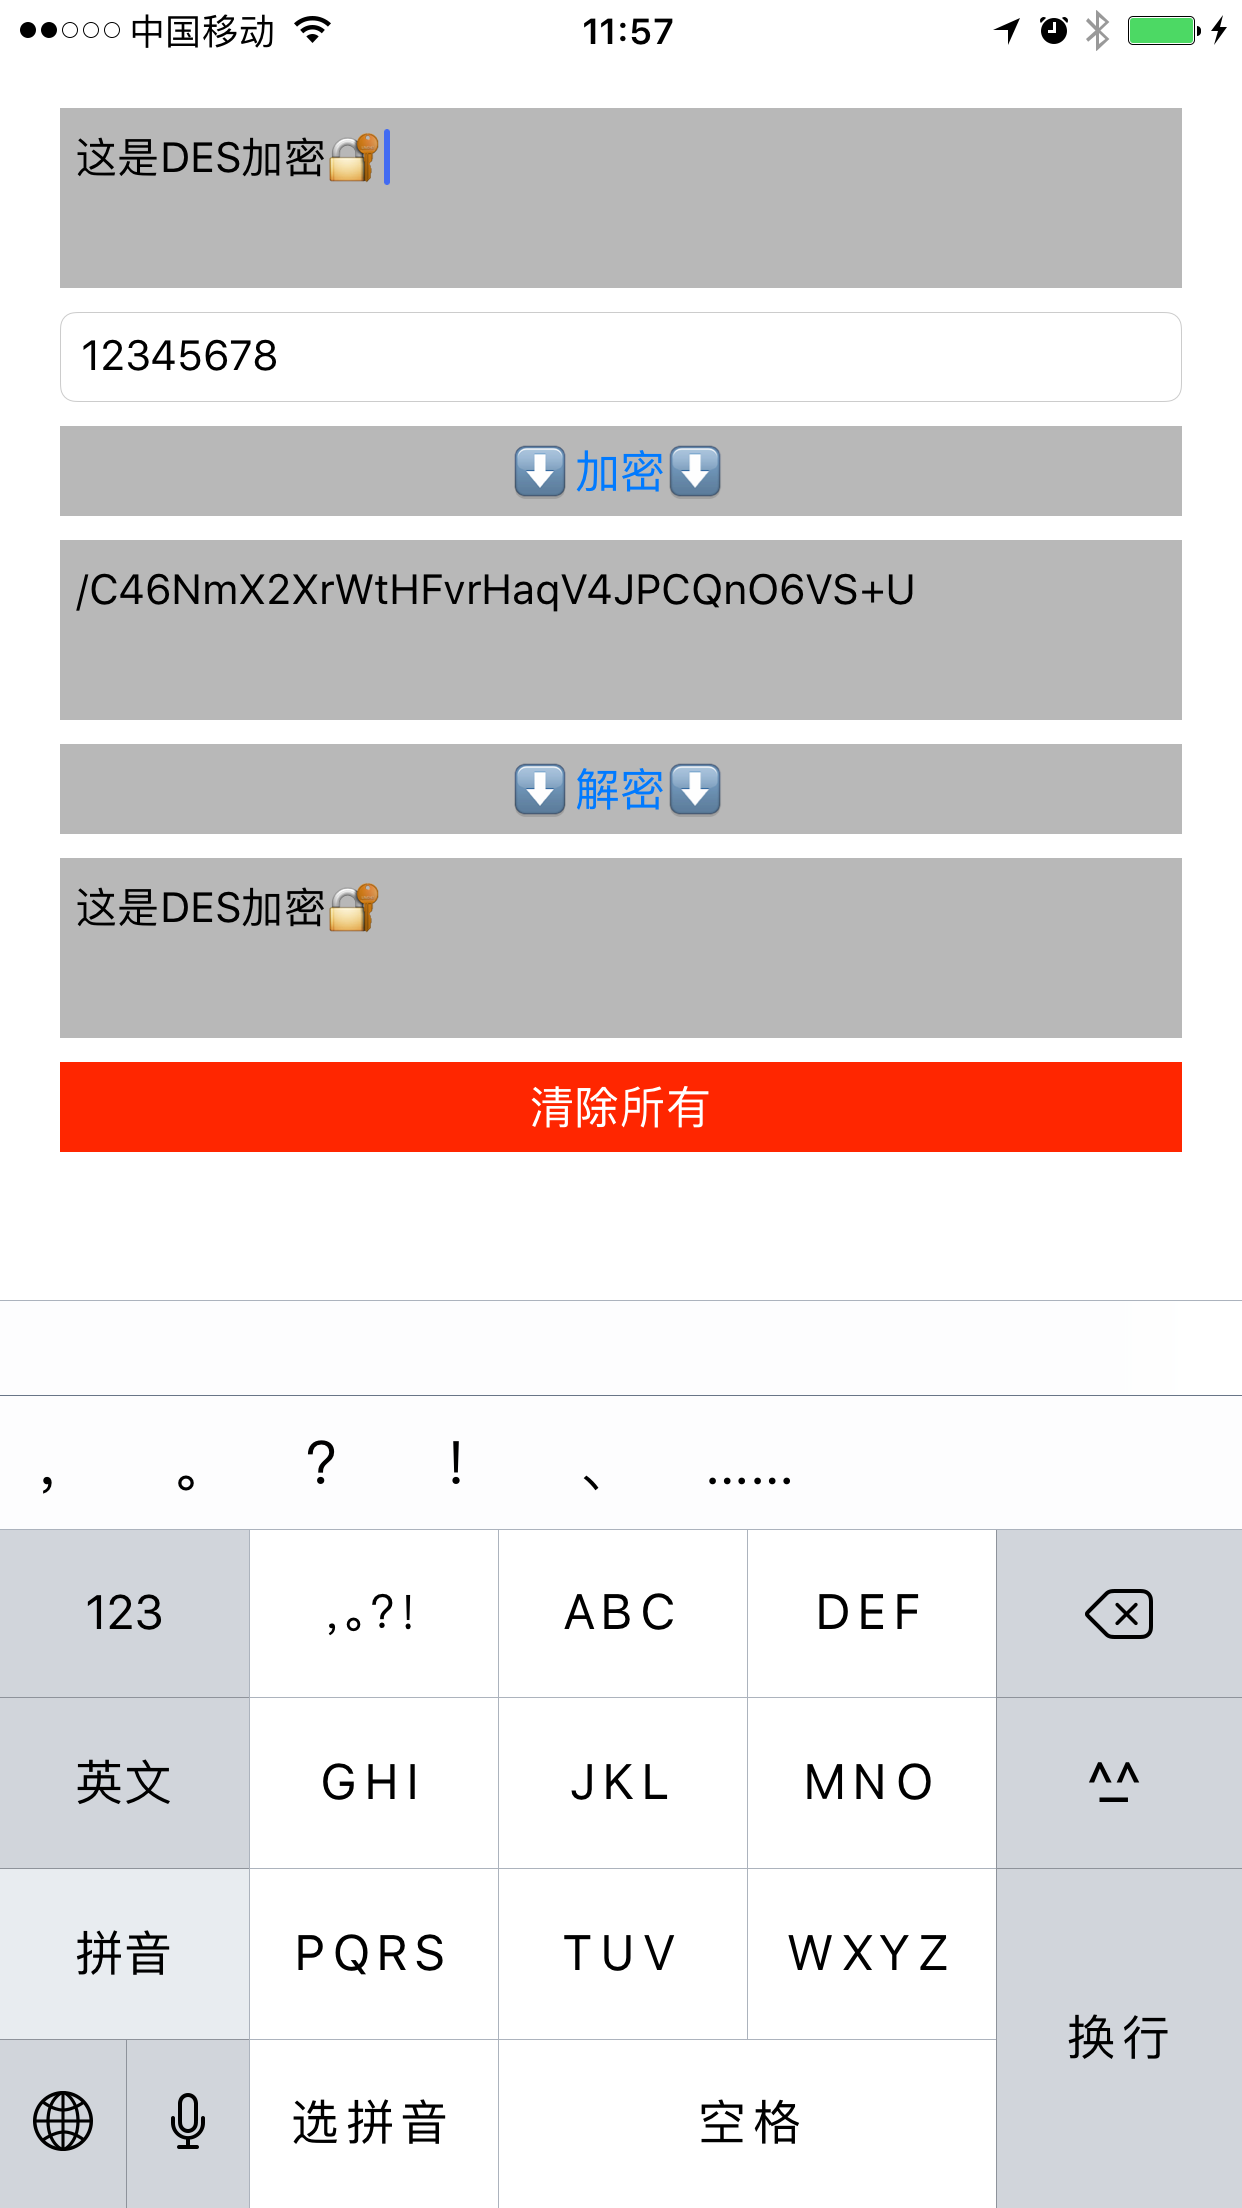 中国移动 11:57
这是DES加密🔐
12345678
⬇️加密⬇️
/C46NmX2XrWtHFvrHaqV4JPCQnO6VS+U
⬇️解密⬇️
这是DES加密🔐
清除所有
， 。 ？ ！ 、 ……
123 ,。?! ABC DEF
英文 GHI JKL MNO ^_^
拼音 PQRS TUV WXYZ
换行
选拼音 空格